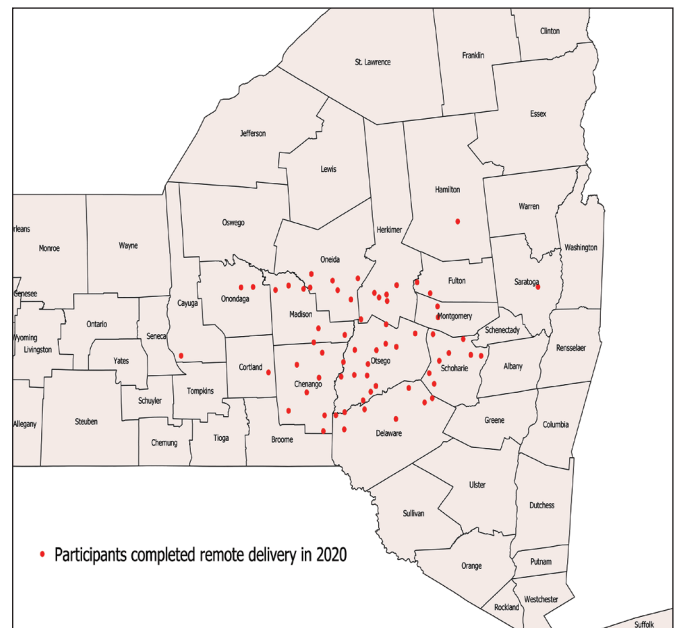 Clinton
Franklin
St. Lawrence
Essex
Jefferson
Lewis
Hamilton
Warren
Oswego
Herkimer
rleans
Monroe
Wayne
Washington
Oneida
Fulton
Saratoga
Genesee
Onondaga
Cayuga
Madison
Montgomery
Ontario
Seneca
Schenectady
Wyoming
Livingston
Rensselaer
Yates
Otsego
Cortland
Schoharie
Albany
Chenango
Tompkins
Schuyler
Steuben
Allegany
Greene
Columbia
Delaware
Tioga
Broome
Chemung
Ulster
Dutchess
Sullivan
Participants completed remote delivery in 2020
Putnam
Orange
Westchester
Rockland
Suffolk